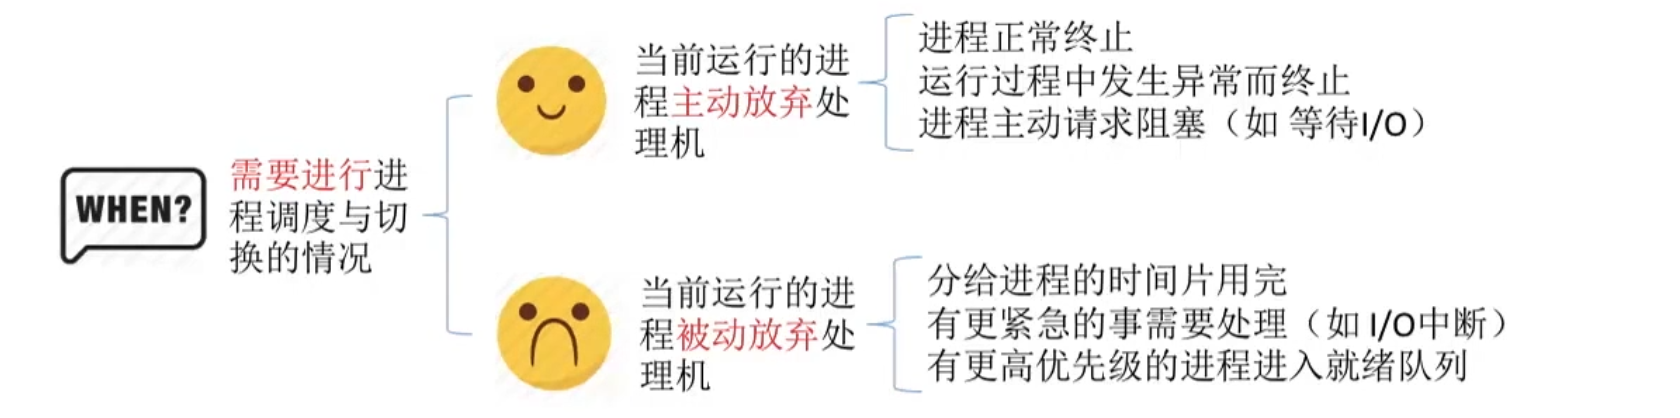 WHEN?
需要进行进
程调度与切
换的情况
当前运行的进
程主动放弃处
理机
进程正常终止
运行过程中发生异常而终止
进程主动请求阻塞（如 等待I/O）
当前运行的进
程被动放弃处
理机
分给进程的时间片用完
有更紧急的事需要处理（如 I/O中断）
有更高优先级的进程进入就绪队列